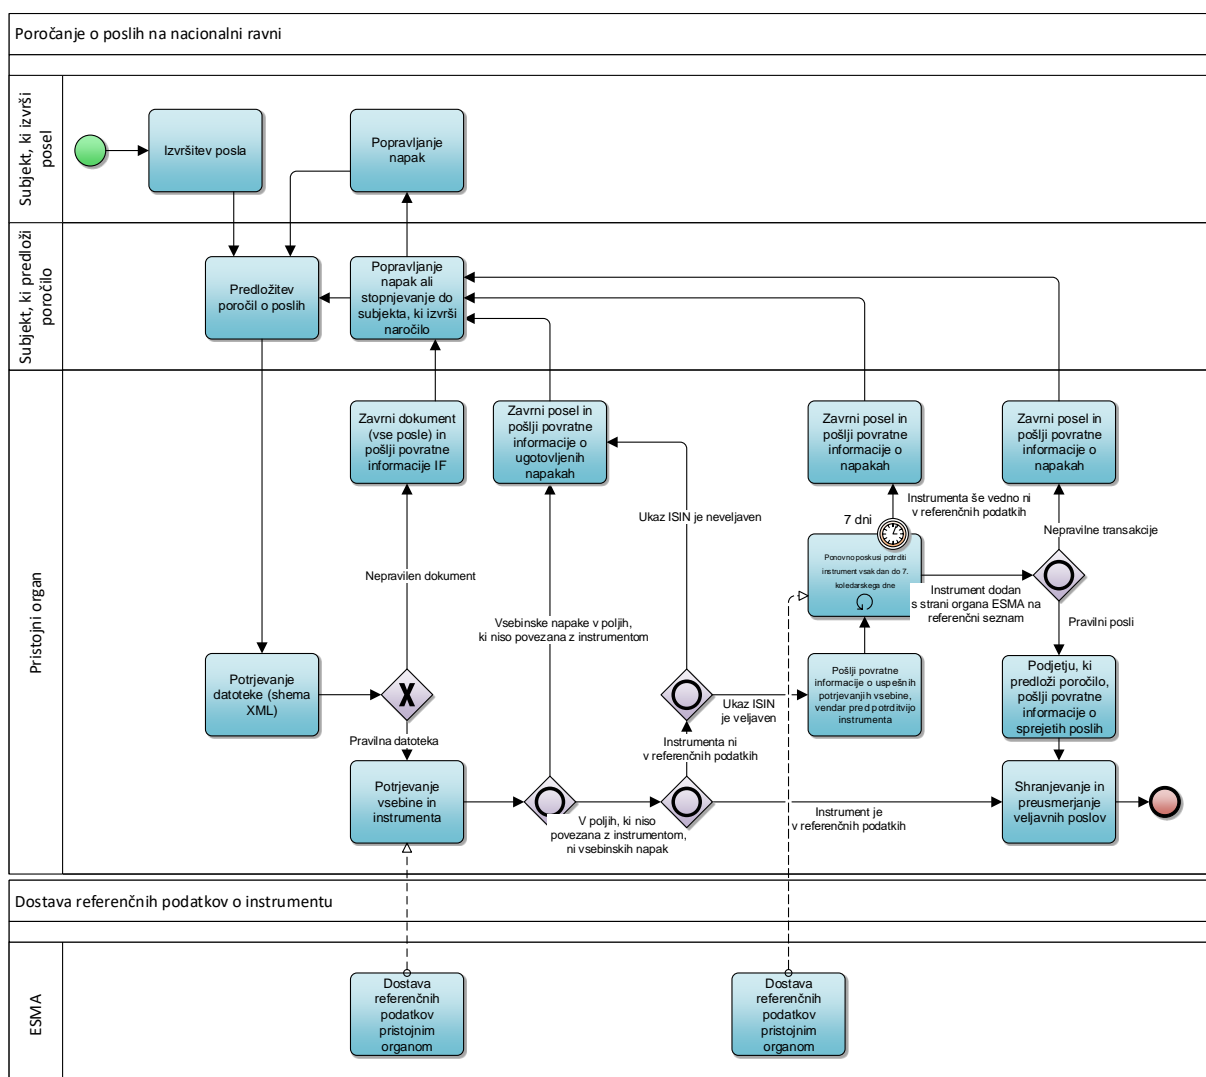 Poročanje o poslih na nacionalni ravni
Subjekt, ki izvrši
posel
Izvršitev posla
Popravljanje
napak
Subjekt, ki predloži
poročilo
Predložitev
poročil o poslih
Popravljanje
napak ali
stopnjevanje do
subjekta, ki izvrši
naročilo
Pristojni organ
Zavrni dokument
(vse posle) in
pošlji povratne
informacije IF
Zavrni posel in
pošlji povratne
informacije o
ugotovljenih
napakah
Zavrni posel in
pošlji povratne
informacije o
napakah
Zavrni posel in
pošlji povratne
informacije o
napakah
Instrumenta še vedno ni
v referenčnih podatkih
7 dni
Ukaz ISIN je neveljaven
Nepravilne transakcije
Ponovno poskusi potrditi
instrument vsak dan do 7.
koledarskega dne
Nepravilen dokument
Instrument dodan
s strani organa ESMA na
referenčni seznam
Vsebinske napake v poljih,
ki niso povezana z instrumentom
Pravilni posli
Potrjevanje
datoteke (shema
XML)
X
Ukaz ISIN
je veljaven
Pošlji povratne
informacije o uspešnih
potrjevanjih vsebine,
vendar pred potrditvijo
instrumenta
Podjetju, ki
predloži poročilo,
pošlji povratne
informacije o
sprejetih poslih
Pravilna datoteka
Instrumenta ni
v referenčnih podatkih
Potrjevanje
vsebine in
instrumenta
V poljih, ki niso
povezana z instrumentom,
ni vsebinskih napak
Instrument je
v referenčnih podatkih
Shranjevanje in
preusmerjanje
veljavnih poslov
Dostava referenčnih podatkov o instrumentu
ESMA
Dostava
referenčnih
podatkov
pristojnim
organom
Dostava
referenčnih
podatkov
pristojnim
organom